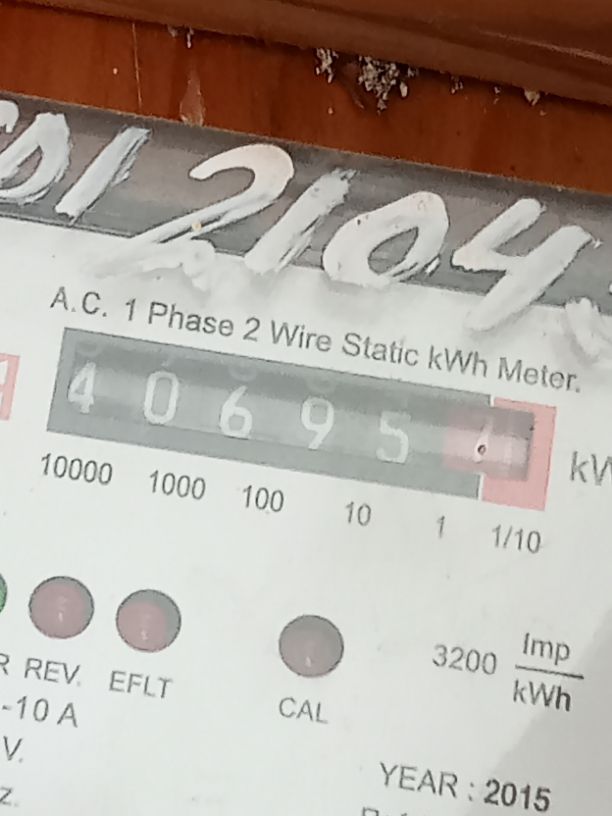 2104
A.C. 1 Phase 2 Wire Static kWh Meter.
4 0 6 9 5
10000 1000 100 10 1 1/10
3200 Imp
kWh
REV. EFLT CAL
-10 A
V.
z.
YEAR : 2015